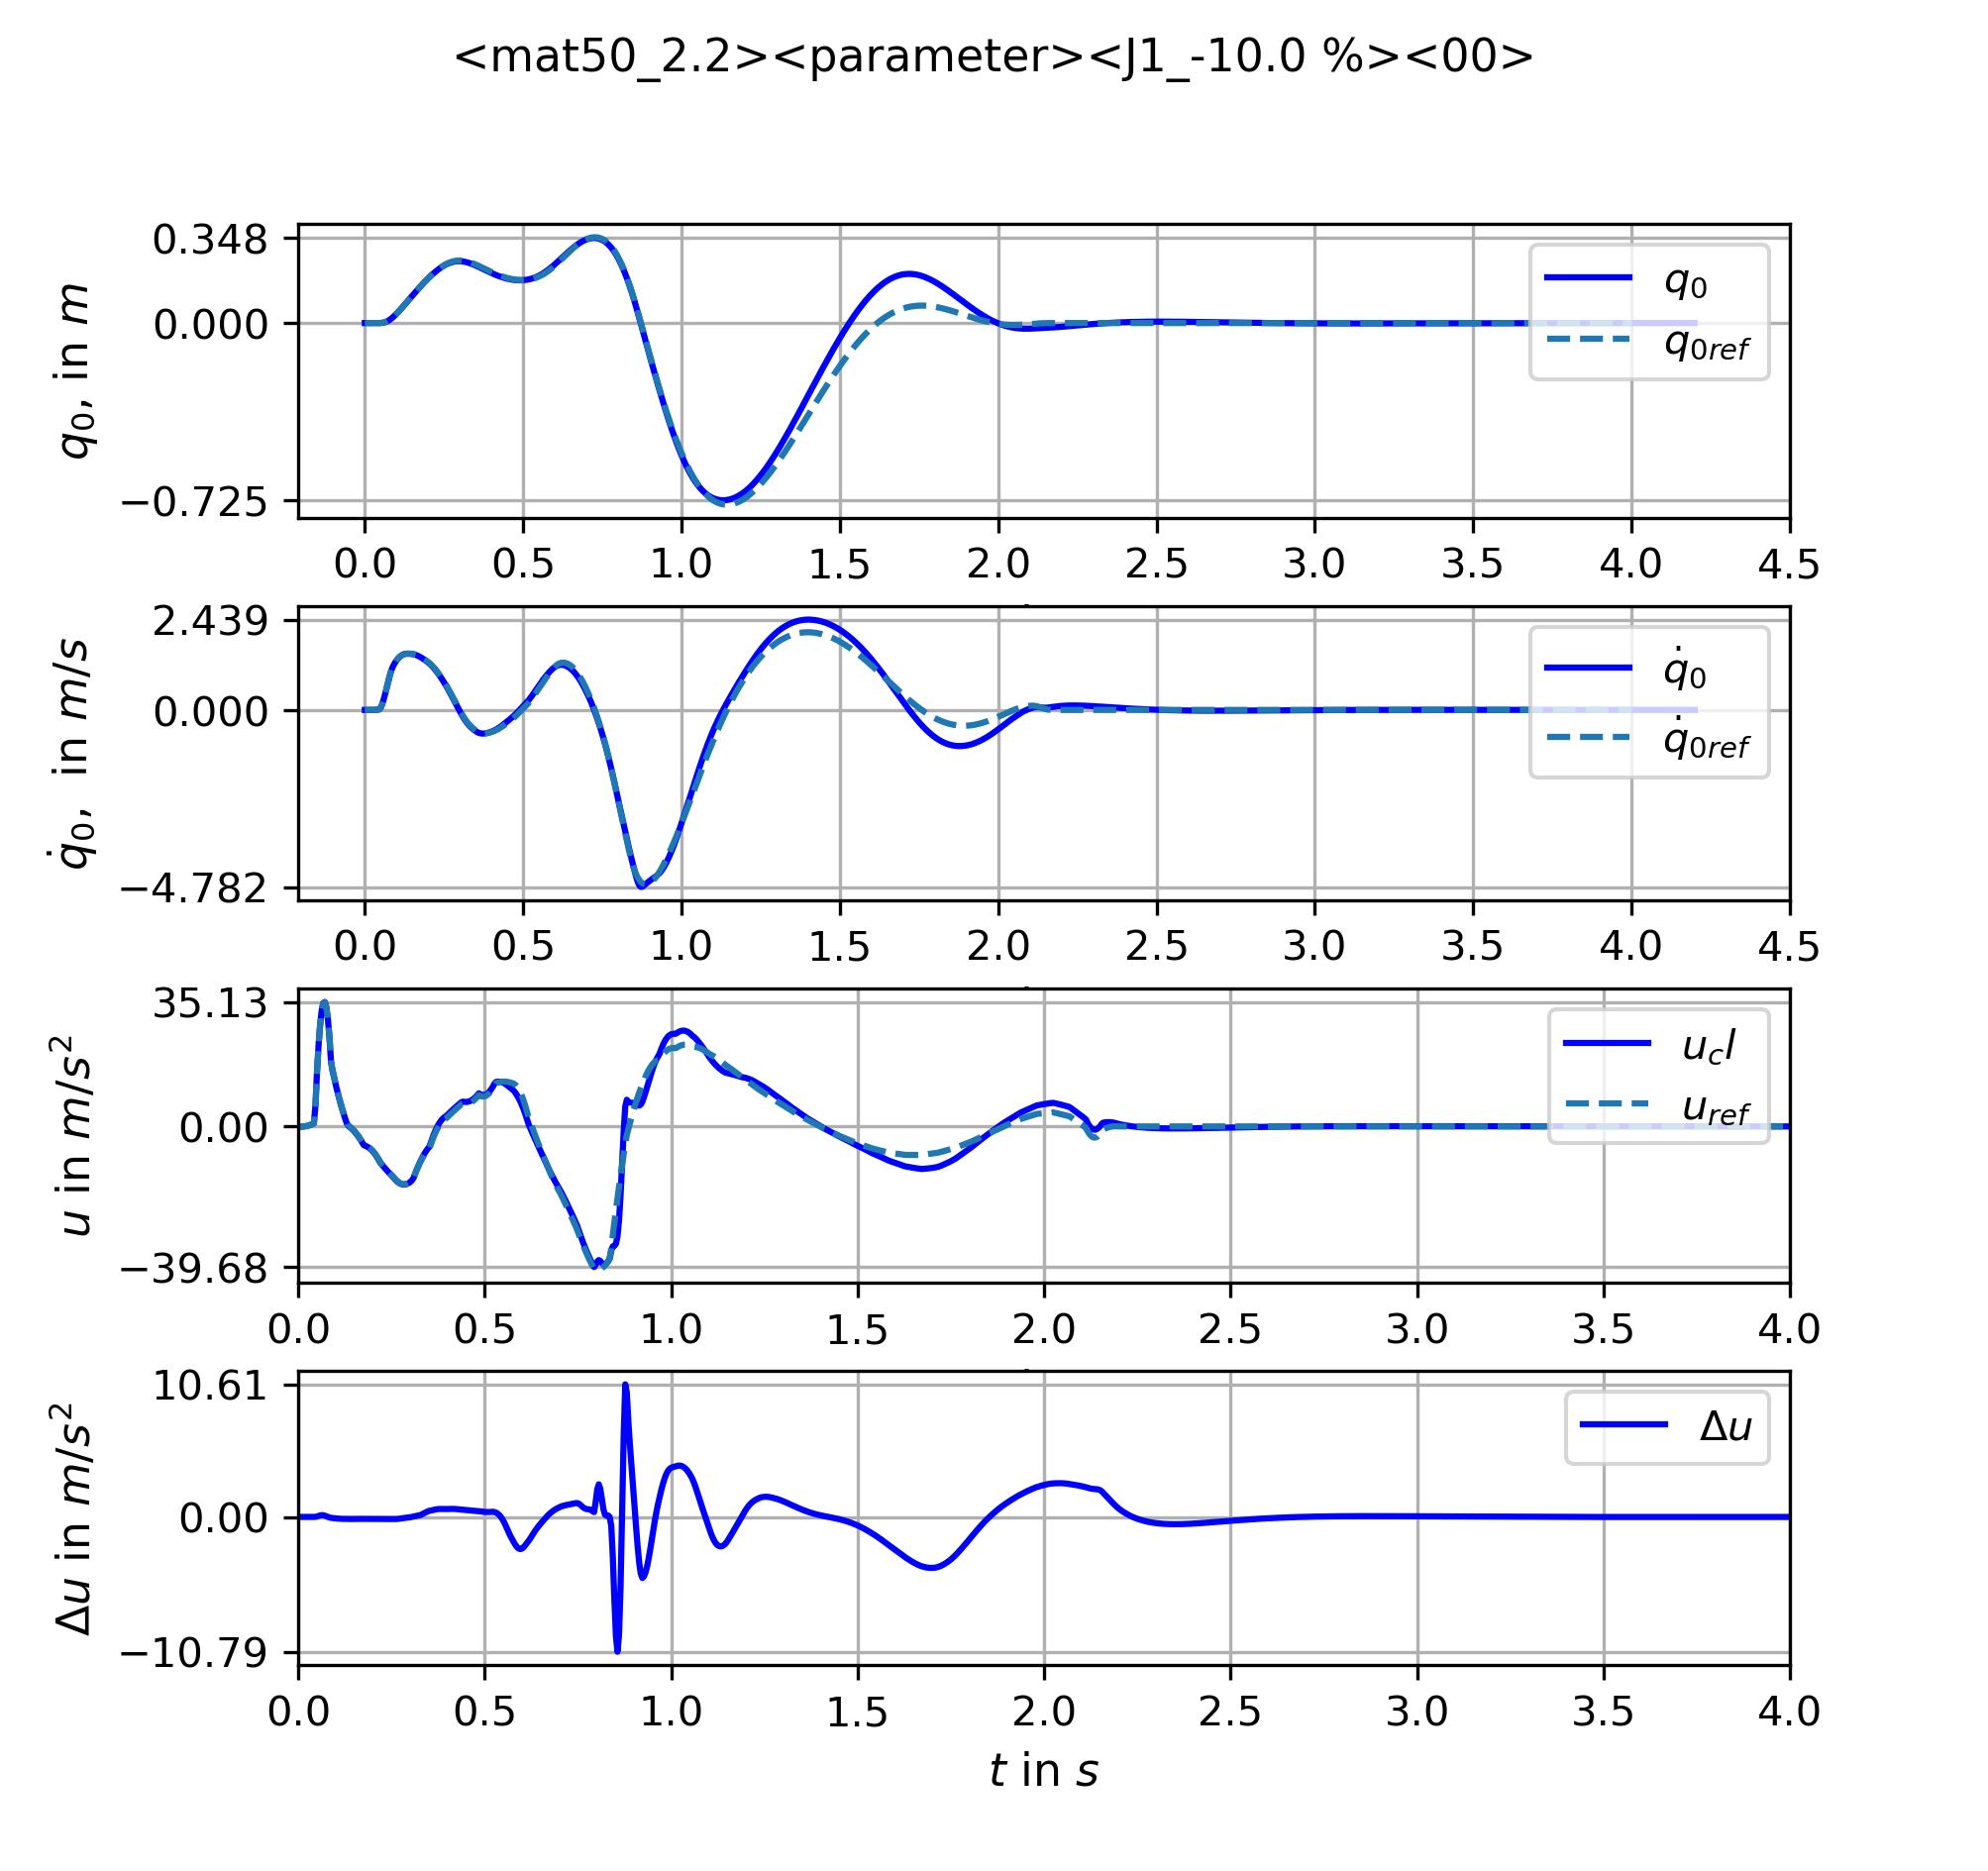 <mat50_2.2><parameter><J1_-10.0 %><00>
q₀, in m
0.348
0.000
−0.725
q₀
q₀ref
0.0 0.5 1.0 1.5 2.0 2.5 3.0 3.5 4.0 4.5
q̇₀, in m/s
2.439
0.000
−4.782
q̇₀
q̇₀ref
0.0 0.5 1.0 1.5 2.0 2.5 3.0 3.5 4.0 4.5
u in m/s²
35.13
0.00
−39.68
u_cl
u_ref
0.0 0.5 1.0 1.5 2.0 2.5 3.0 3.5 4.0
Δu in m/s²
10.61
0.00
−10.79
Δu
0.0 0.5 1.0 1.5 2.0 2.5 3.0 3.5 4.0
t in s